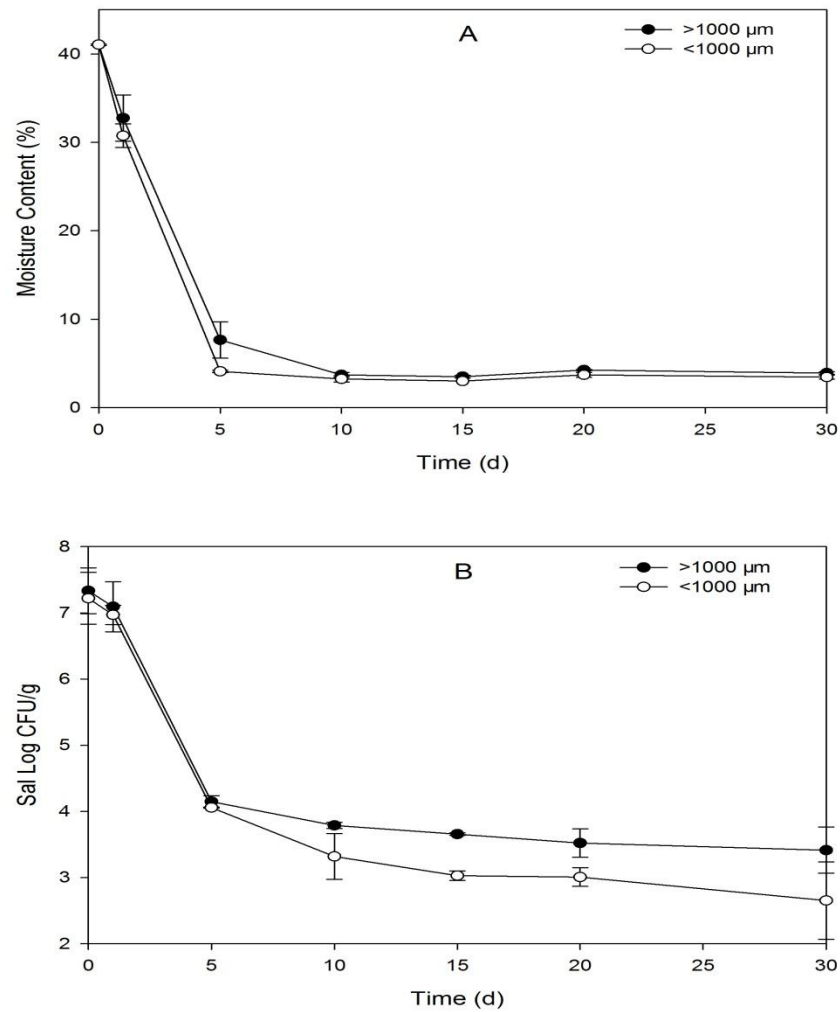 A
>1000 µm
<1000 µm
Moisture Content (%)
40
30
20
10
0
0 5 10 15 20 25 30
Time (d)
B
>1000 µm
<1000 µm
Sal Log CFU/g
8
7
6
5
4
3
2
0 5 10 15 20 25 30
Time (d)